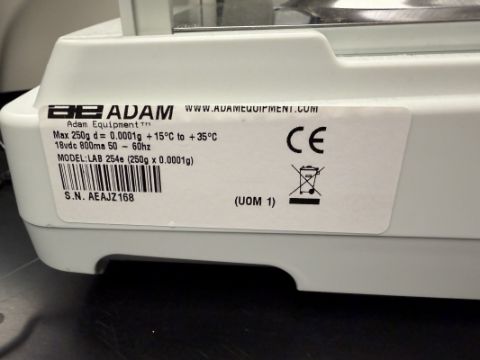 ae ADAM WWW.ADAMEQUIPMENT.COM
Adam Equipment™
Max 250g d= 0.0001g +15°C to +35°C
18vdc 800ma 50 ~ 60hz
MODEL:LAB 254e (250g x 0.0001g)
S.N. AEAJZ168
(UOM 1)
CE